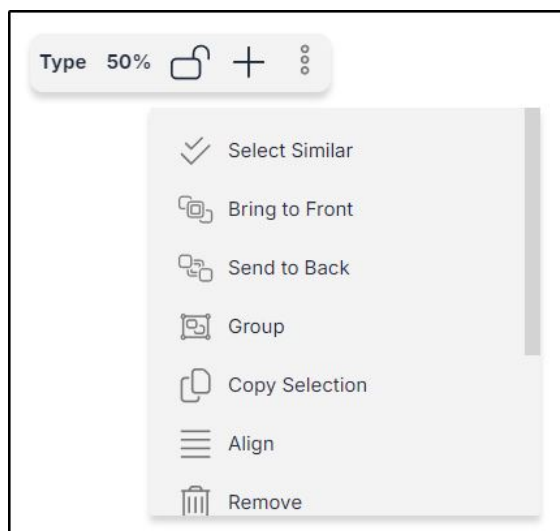 Type 50%
Select Similar
Bring to Front
Send to Back
Group
Copy Selection
Align
Remove